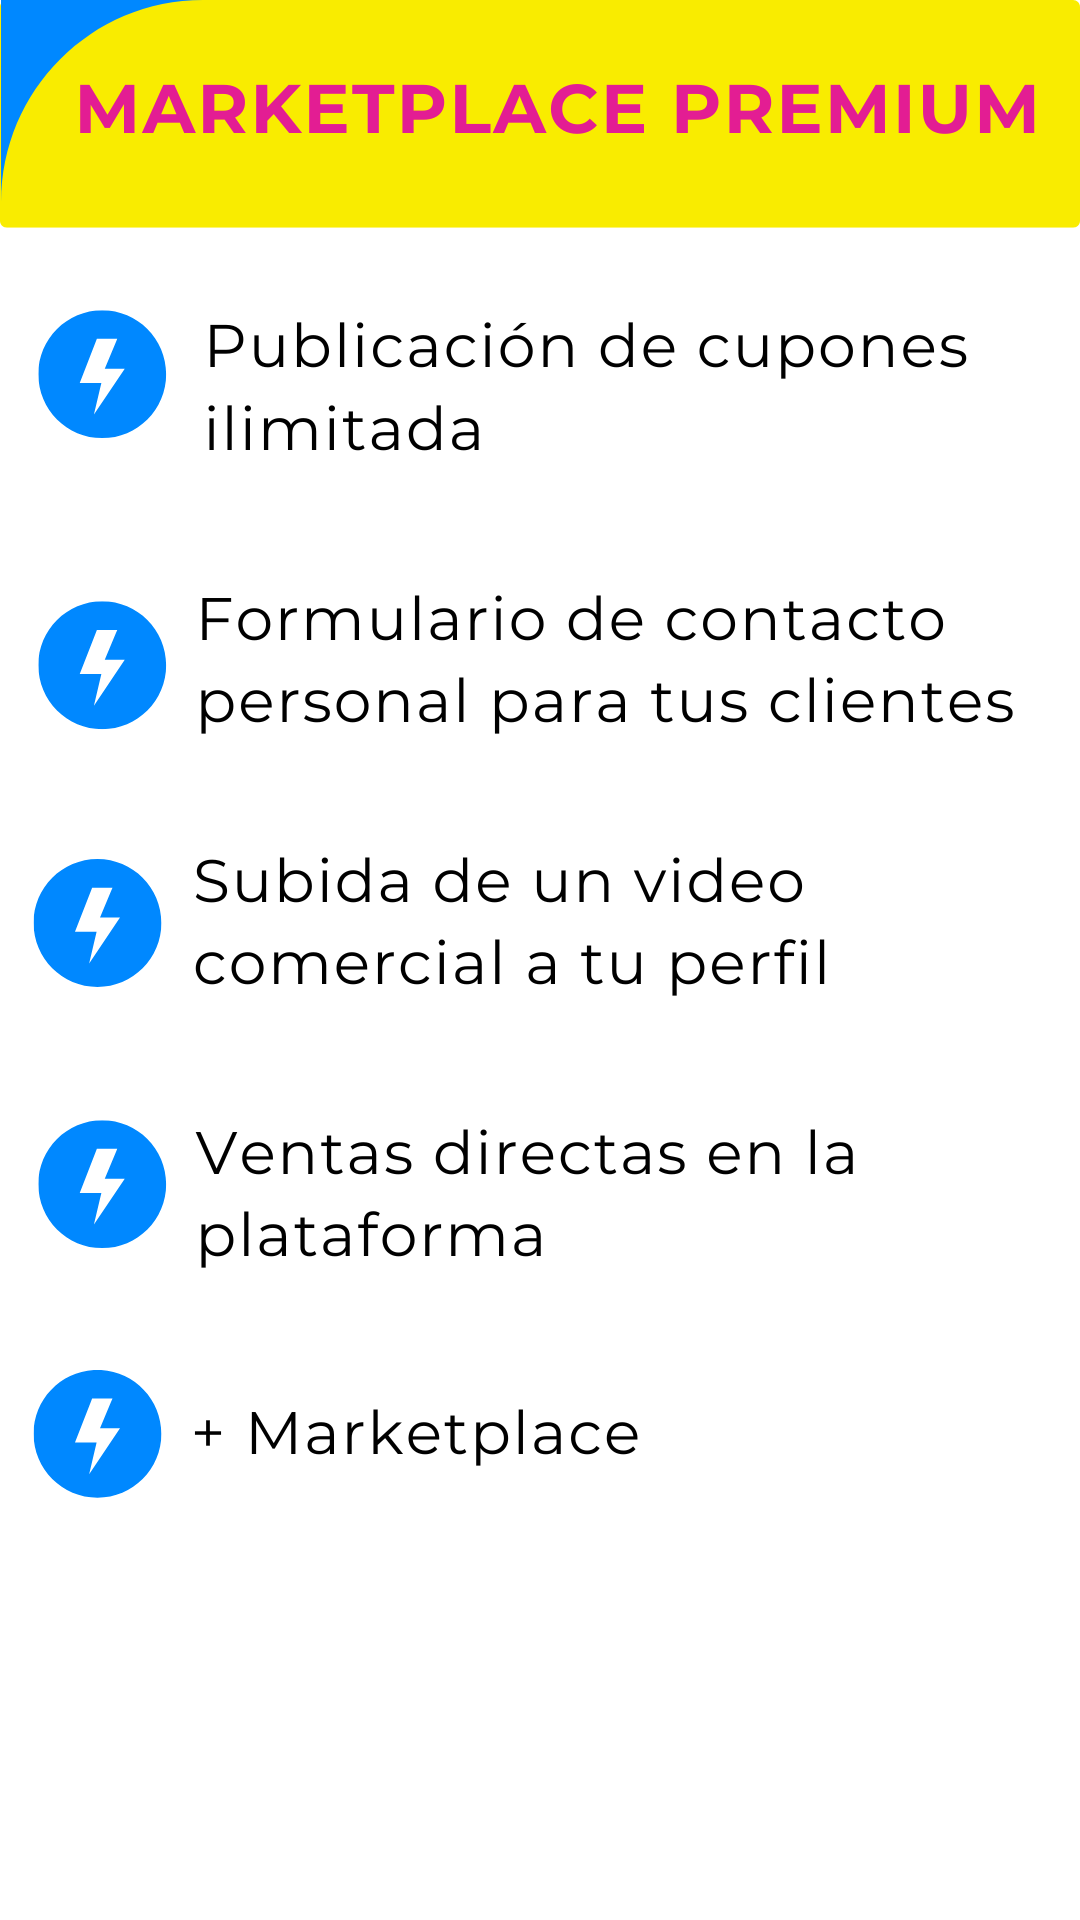 MARKETPLACE PREMIUM
Publicación de cupones
ilimitada
Formulario de contacto
personal para tus clientes
Subida de un video
comercial a tu perfil
Ventas directas en la
plataforma
+ Marketplace